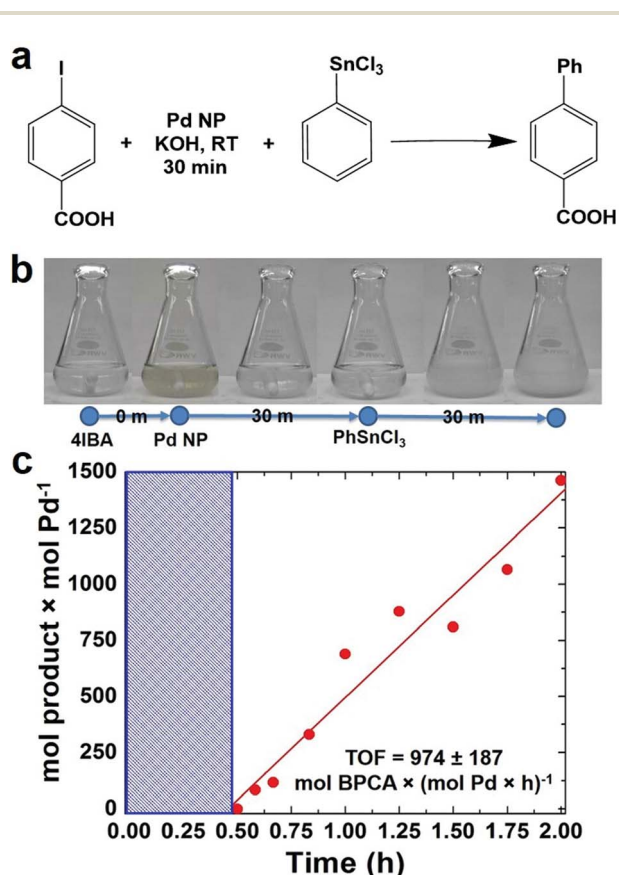 a
I
SnCl3
Ph
Pd NP
+ KOH, RT +
30 min
COOH
COOH
b
VWR
0 m
30 m
30 m
4IBA
Pd NP
PhSnCl3
c
mol product × mol Pd-1
1500
1250
1000
750
500
250
0
TOF = 974 ± 187
mol BPCA × (mol Pd × h)-1
0.00 0.25 0.50 0.75 1.00 1.25 1.50 1.75 2.00
Time (h)